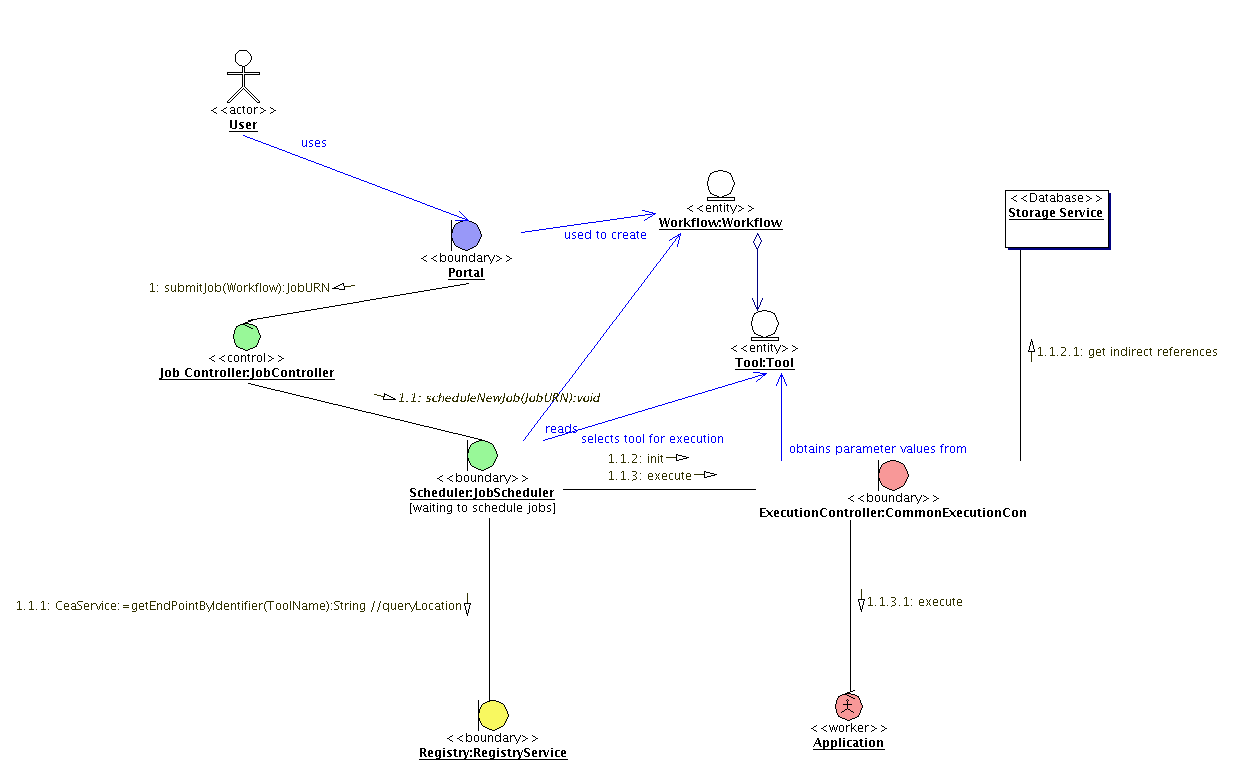 <<actor>>
User
uses
<<entity>>
Workflow:Workflow
<<Database>>
Storage Service
used to create
<<boundary>>
Portal
1: submitJob(Workflow):JobURN
<<control>>
Job Controller:JobController
<<entity>>
Tool:Tool
1.1.2.1: get indirect references
1.1: scheduleNewJob(JobURN):void
reads
selects tool for execution
obtains parameter values from
1.1.2: init
1.1.3: execute
<<boundary>>
Scheduler:JobScheduler
[waiting to schedule jobs]
<<boundary>>
ExecutionController:CommonExecutionCon
1.1.1: CeaService:=getEndPointByIdentifier(ToolName):String //queryLocation
1.1.3.1: execute
<<boundary>>
Registry:RegistryService
<<worker>>
Application